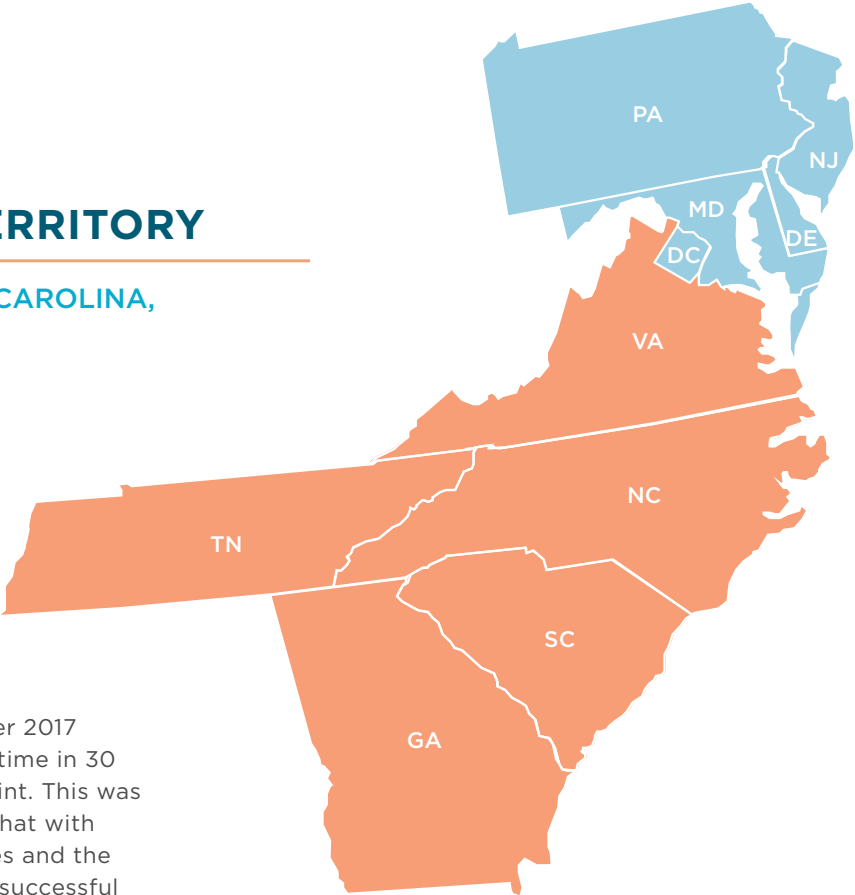 ERRITORY
CAROLINA,
PA
NJ
MD
DE
DC
VA
NC
TN
SC
GA
er 2017
time in 30
int. This was
hat with
es and the
successful